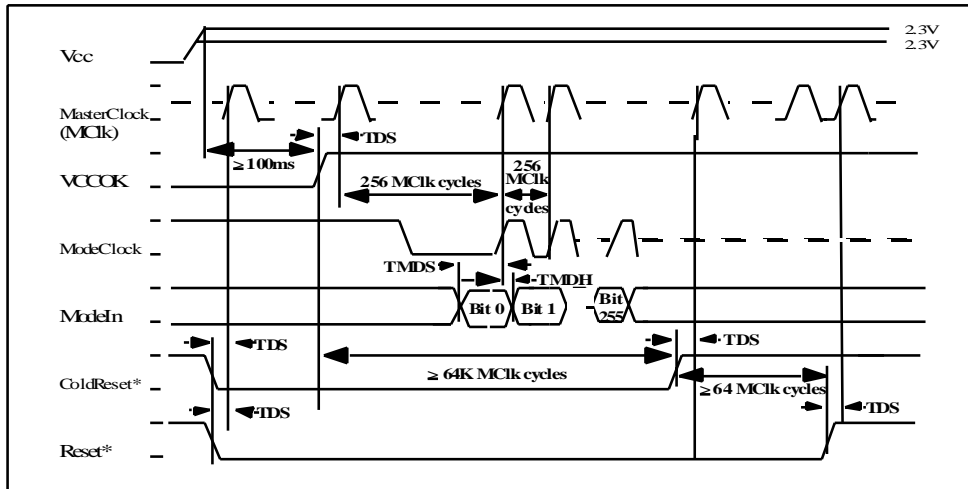 2.3V
2.3V
Vcc
MasterClock
(MClk)
TDS
≥100ms
VCCOK
256 MClk cycles
256
MClk
cycles
ModeClock
TMDS
TMDH
ModeIn
Bit 0
Bit 1
Bit
255
TDS
TDS
ColdReset*
≥ 64K MClk cycles
≥ 64 MClk cycles
TDS
TDS
Reset*